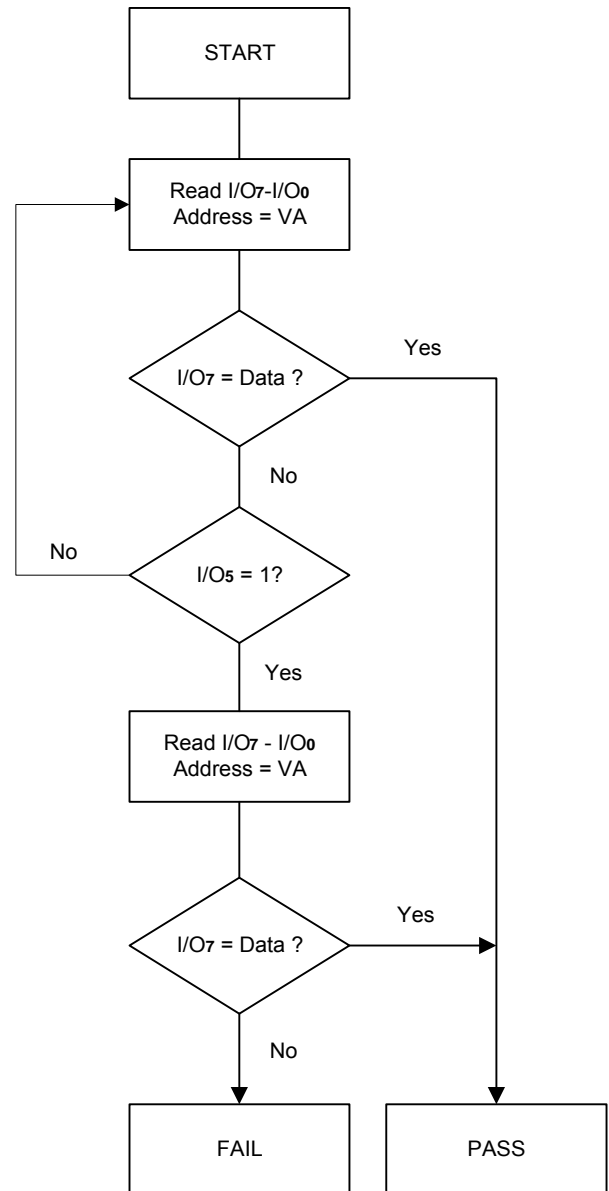 START
Read I/O7-I/O0
Address = VA
I/O7 = Data ?
Yes
No
No
I/O5 = 1?
Yes
Read I/O7 - I/O0
Address = VA
I/O7 = Data ?
Yes
No
FAIL
PASS